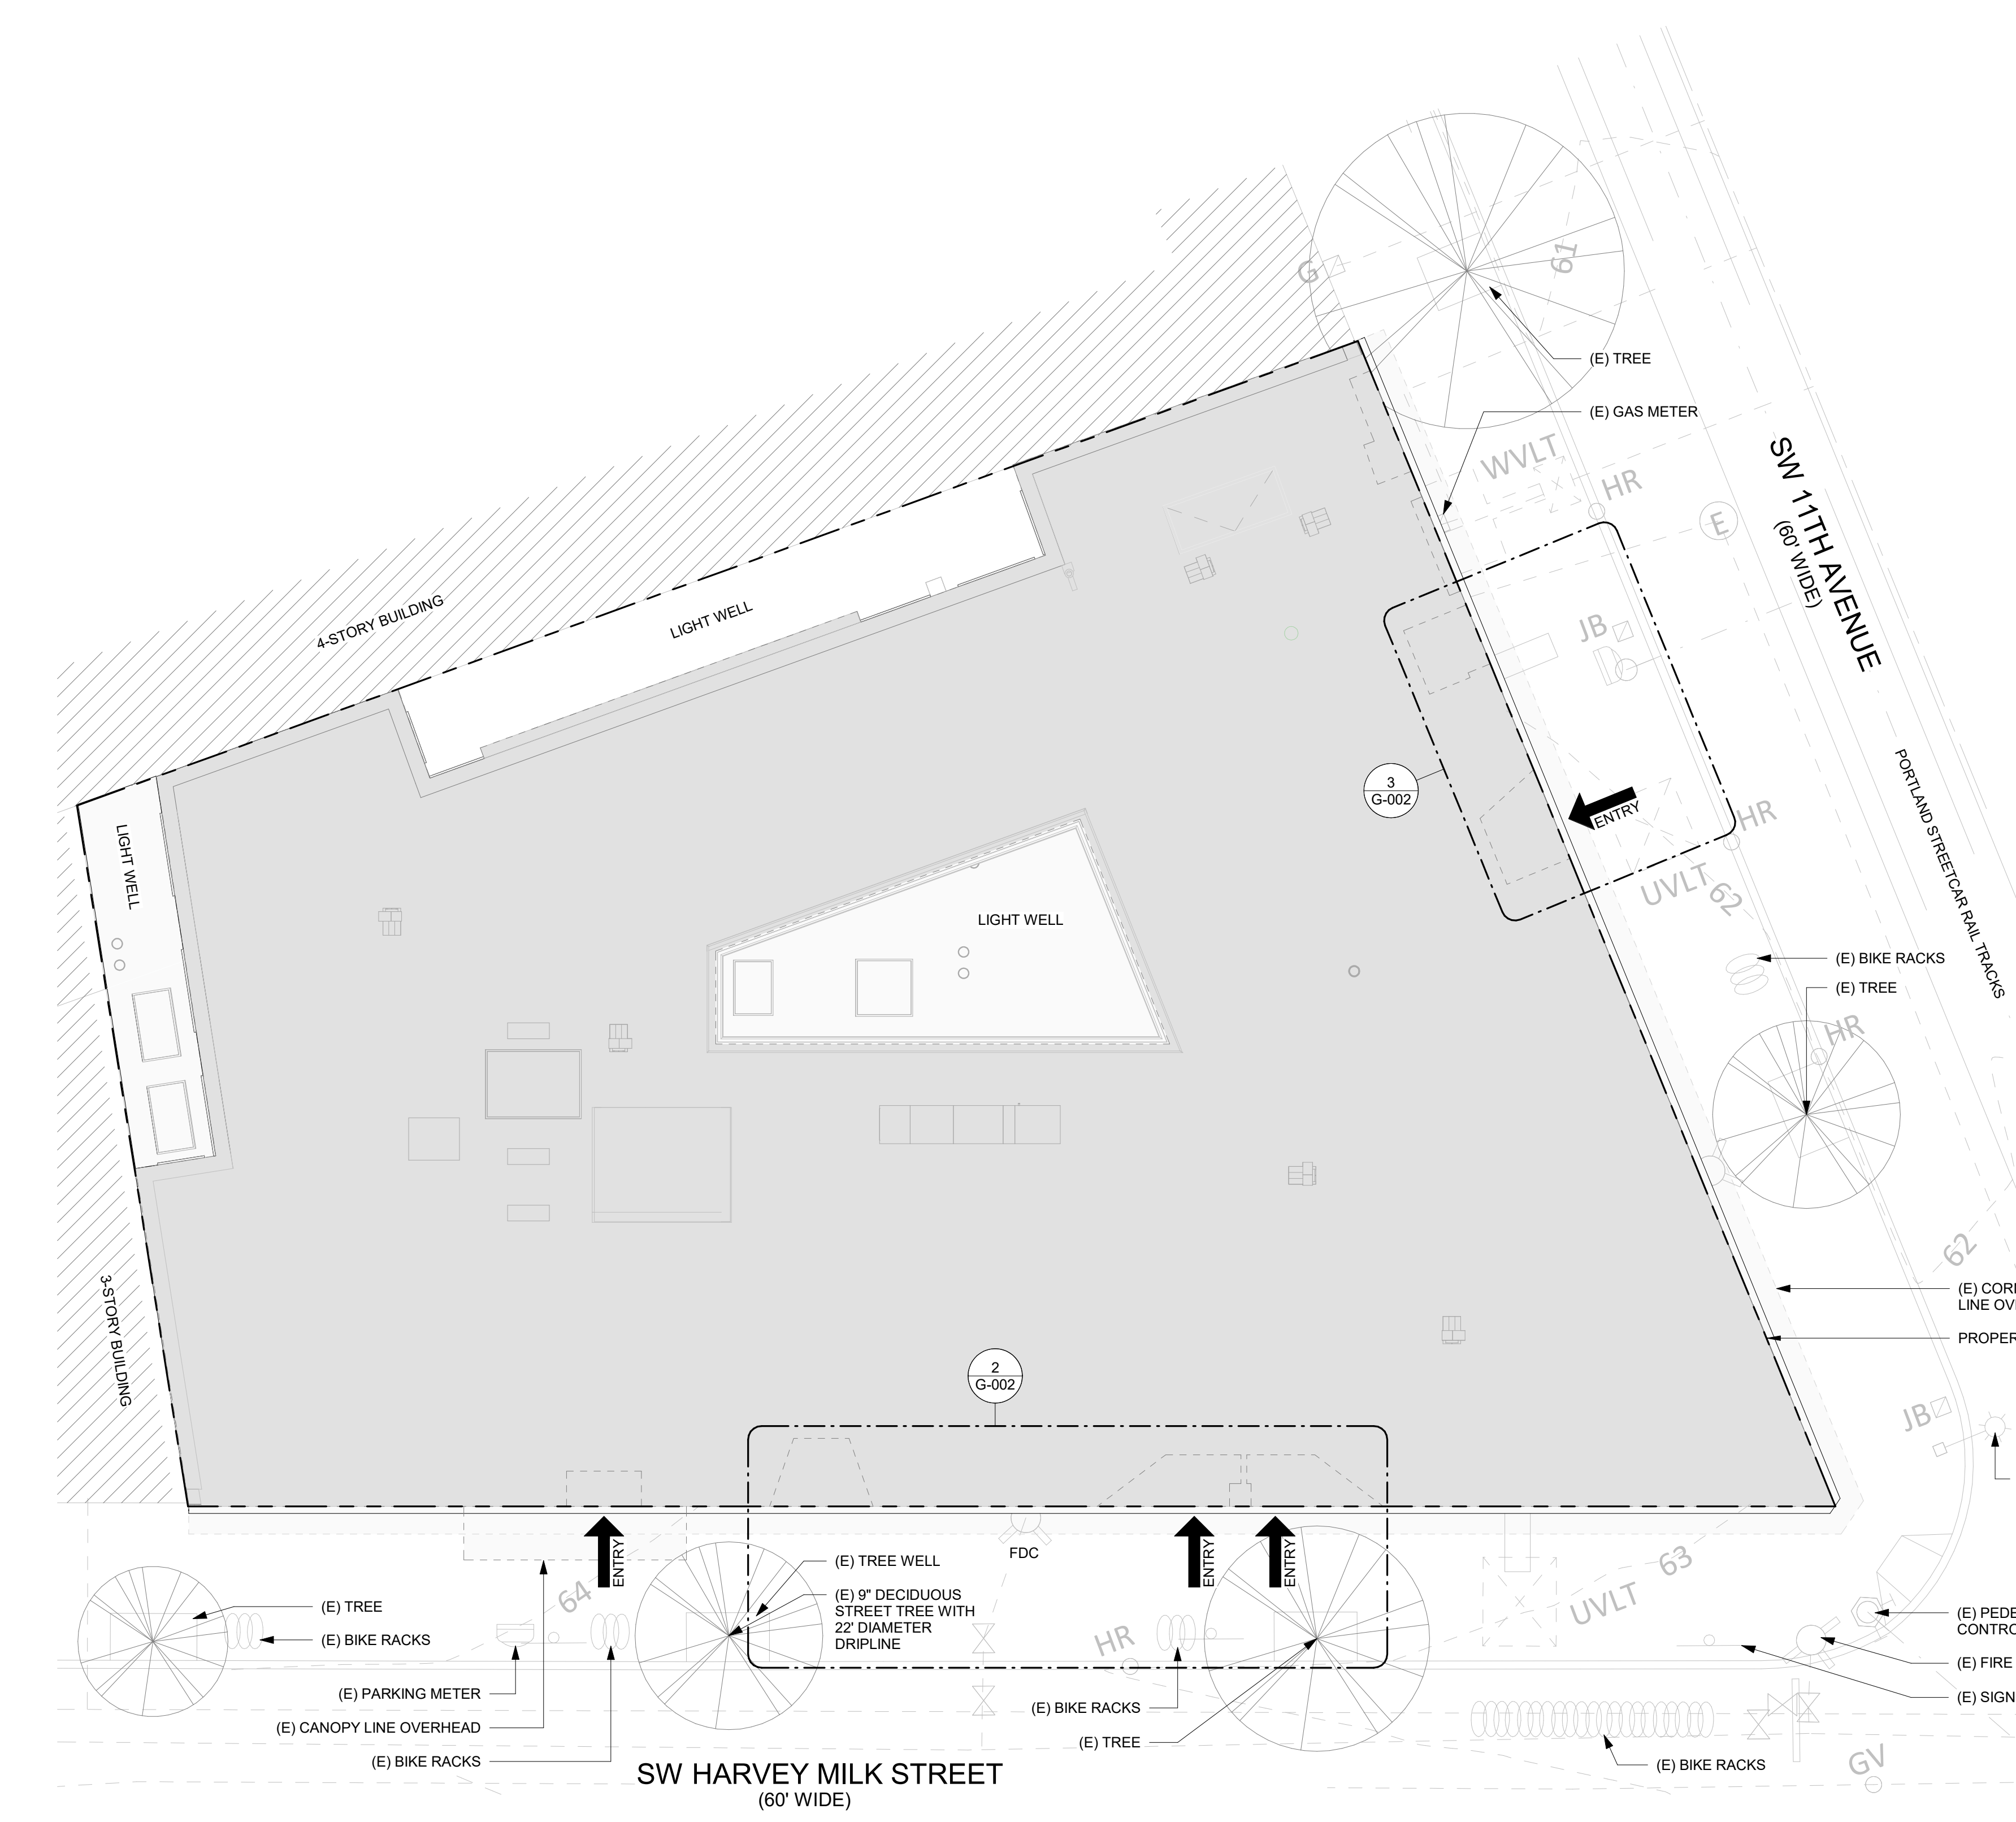 G
61
(E) TREE
(E) GAS METER
WVLT
HR
E
SW 11TH AVENUE
(60' WIDE)
4-STORY BUILDING
LIGHT WELL
JB
3
G-002
ENTRY
HR
PORTLAND STREETCAR RAIL TRACKS
LIGHT WELL
UVLT
62
LIGHT WELL
(E) BIKE RACKS
(E) TREE
HR
62
3-STORY BUILDING
(E) CORI
LINE OV
PROPER
2
G-002
JB
ENTRY
FDC
ENTRY
ENTRY
(E) TREE WELL
(E) 9" DECIDUOUS
STREET TREE WITH
22' DIAMETER
DRIPLINE
64
63
UVLT
(E) TREE
(E) BIKE RACKS
HR
(E) PEDE
CONTRO
(E) FIRE
(E) SIGN
(E) PARKING METER
(E) CANOPY LINE OVERHEAD
(E) BIKE RACKS
(E) BIKE RACKS
(E) TREE
(E) BIKE RACKS
GV
SW HARVEY MILK STREET
(60' WIDE)